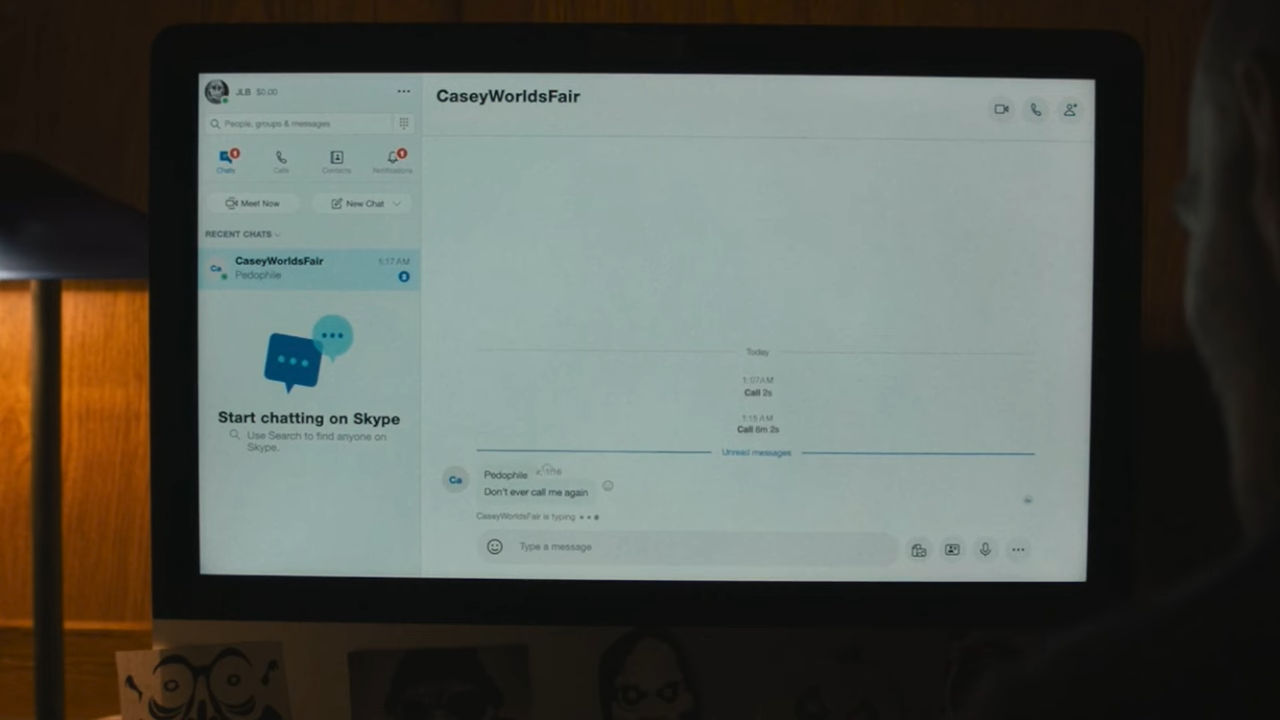 JLB $0.00
People, groups & messages
Chats
Calls
Contacts
Notifications
Meet Now
New Chat
RECENT CHATS
CaseyWorldsFair
1:17 AM
Pedophile
2
Start chatting on Skype
Use Search to find anyone on
Skype.
CaseyWorldsFair
Today
1:07 AM
Call 2s
1:16 AM
Call 6m 2s
Unread messages
Ca
Pedophile
Don't ever call me again
CaseyWorldsFair is typing
Type a message